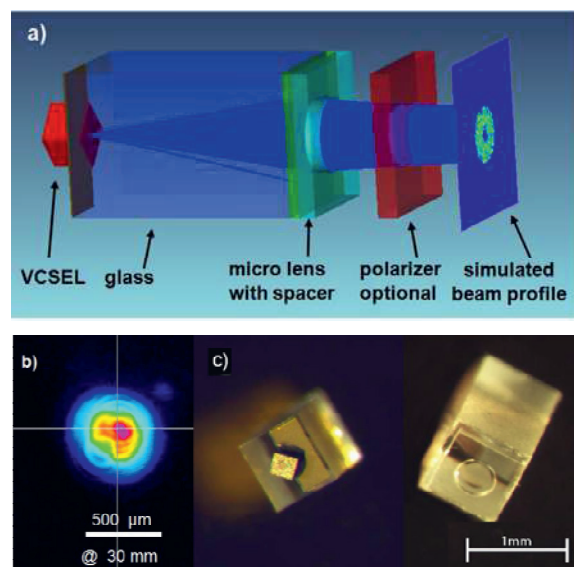 a)
VCSEL
glass
micro lens
with spacer
polarizer
optional
simulated
beam profile
b)
500 µm
@ 30 mm
c)
1mm